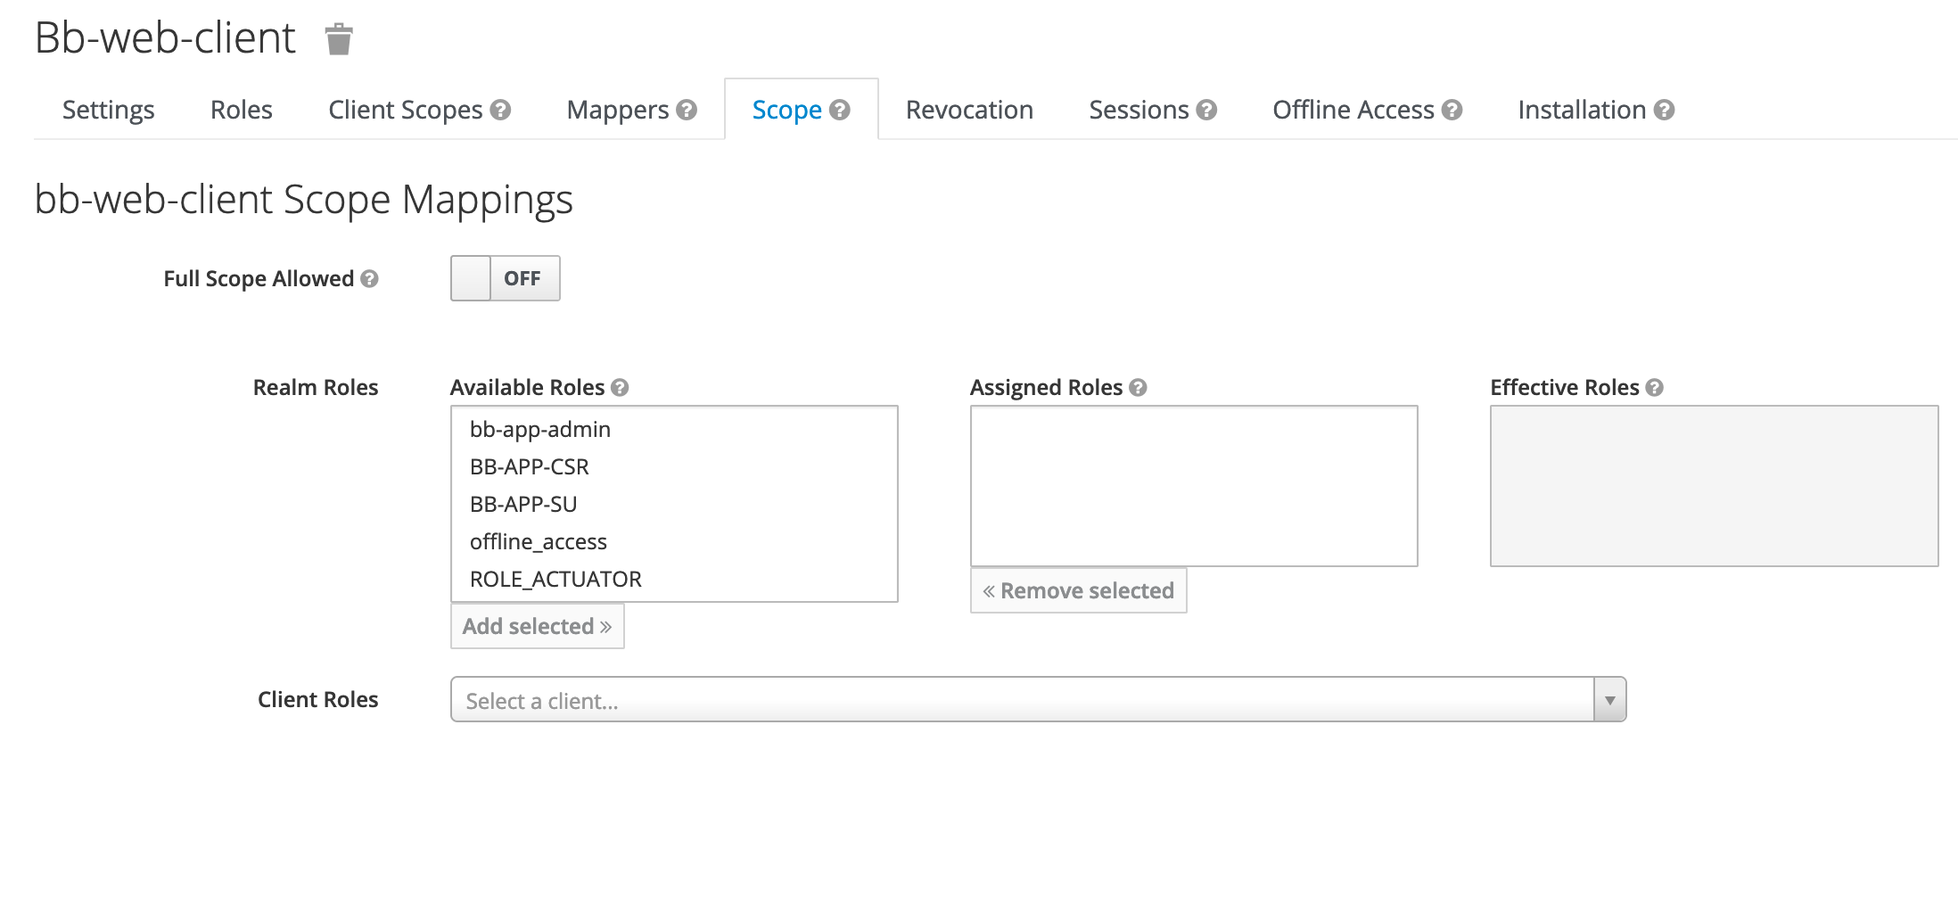 Bb-web-client
Settings Roles Client Scopes Mappers Scope Revocation Sessions Offline Access Installation
bb-web-client Scope Mappings
Full Scope Allowed OFF
Realm Roles Available Roles Assigned Roles Effective Roles
bb-app-admin
BB-APP-CSR
BB-APP-SU
offline_access
ROLE_ACTUATOR
« Remove selected
Add selected »
Client Roles Select a client...